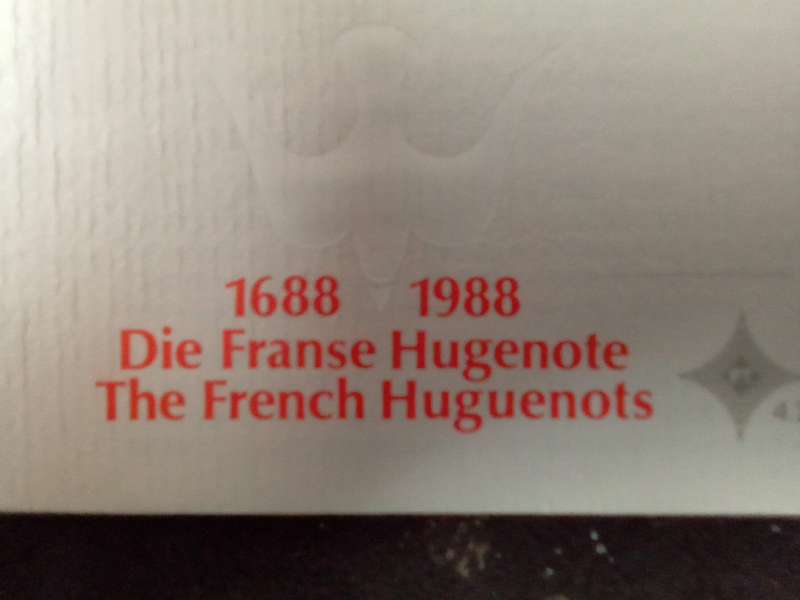 1688 1988
Die Franse Hugenote
The French Huguenots